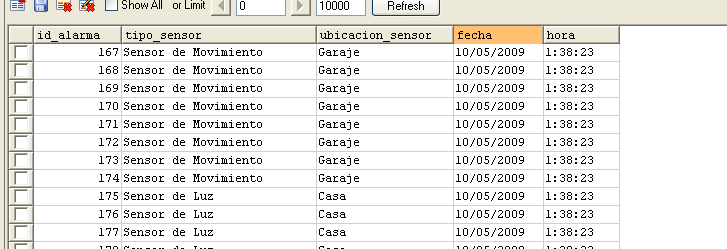 Show All or Limit 0 10000 Refresh
id_alarma tipo_sensor ubicacion_sensor fecha hora
167 Sensor de Movimiento Garaje 10/05/2009 1:38:23
168 Sensor de Movimiento Garaje 10/05/2009 1:38:23
169 Sensor de Movimiento Garaje 10/05/2009 1:38:23
170 Sensor de Movimiento Garaje 10/05/2009 1:38:23
171 Sensor de Movimiento Garaje 10/05/2009 1:38:23
172 Sensor de Movimiento Garaje 10/05/2009 1:38:23
173 Sensor de Movimiento Garaje 10/05/2009 1:38:23
174 Sensor de Movimiento Garaje 10/05/2009 1:38:23
175 Sensor de Luz Casa 10/05/2009 1:38:23
176 Sensor de Luz Casa 10/05/2009 1:38:23
177 Sensor de Luz Casa 10/05/2009 1:38:23